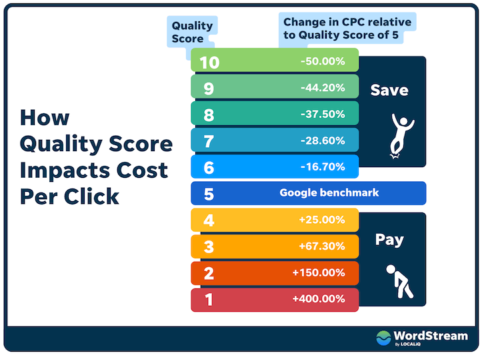 Quality
Score
Change in CPC relative
to Quality Score of 5
How
Quality Score
Impacts Cost
Per Click
10 -50.00%
9 -44.20%
8 -37.50%
7 -28.60%
6 -16.70%
Save
5 Google benchmark
4 +25.00%
3 +67.30%
2 +150.00%
1 +400.00%
Pay
WordStream
By LOCALiQ